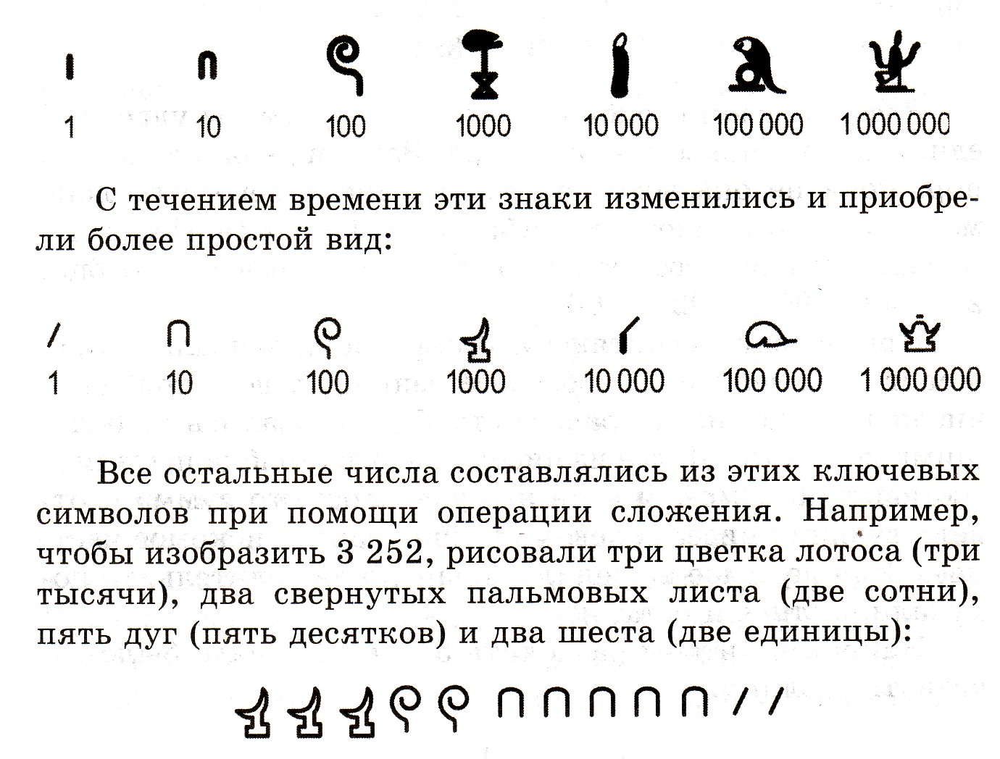 1 10 100 1000 10 000 100 000 1 000 000
С течением времени эти знаки изменились и приобре-
ли более простой вид:
1 10 100 1000 10 000 100 000 1 000 000
Все остальные числа составлялись из этих ключевых
символов при помощи операции сложения. Например,
чтобы изобразить 3 252, рисовали три цветка лотоса (три
тысячи), два свернутых пальмовых листа (две сотни),
пять дуг (пять десятков) и два шеста (две единицы):